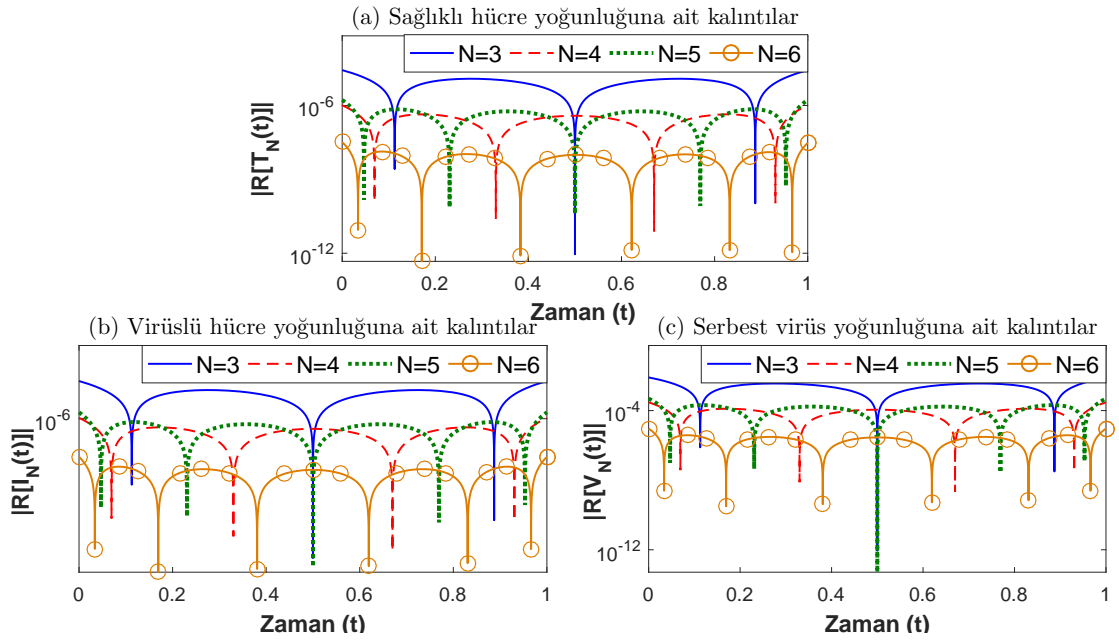 (a) Sağlıklı hücre yoğunluğuna ait kalıntılar
N=3 N=4 N=5 N=6
|R[T_N(t)]|
10^-6
10^-12
0 0.2 0.4 0.6 0.8 1
Zaman (t)
(b) Virüslü hücre yoğunluğuna ait kalıntılar
N=3 N=4 N=5 N=6
|R[I_N(t)]|
10^-6
0 0.2 0.4 0.6 0.8 1
Zaman (t)
(c) Serbest virüs yoğunluğuna ait kalıntılar
N=3 N=4 N=5 N=6
|R[V_N(t)]|
10^-4
10^-12
0 0.2 0.4 0.6 0.8 1
Zaman (t)